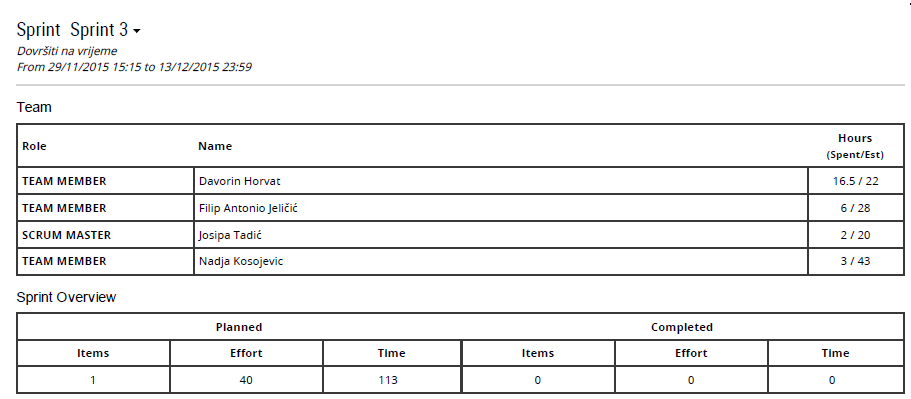 Sprint Sprint 3
Dovršiti na vrijeme
From 29/11/2015 15:15 to 13/12/2015 23:59
Team
Role Name Hours (Spent/Est)
TEAM MEMBER Davorin Horvat 16.5 / 22
TEAM MEMBER Filip Antonio Jeličić 6 / 28
SCRUM MASTER Josipa Tadić 2 / 20
TEAM MEMBER Nadja Kosojevic 3 / 43
Sprint Overview
Planned Completed
Items Effort Time Items Effort Time
1 40 113 0 0 0